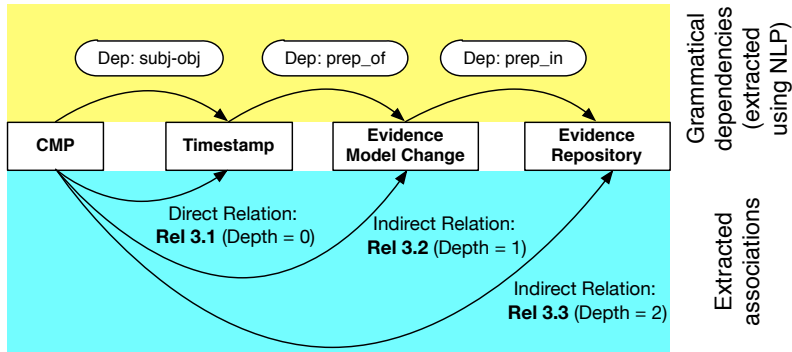 Dep: subj-obj
Dep: prep_of
Dep: prep_in
CMP
Timestamp
Evidence
Model Change
Evidence
Repository
Direct Relation:
Rel 3.1 (Depth = 0)
Indirect Relation:
Rel 3.2 (Depth = 1)
Indirect Relation:
Rel 3.3 (Depth = 2)
Grammatical
dependencies
(extracted
using NLP)
Extracted
associations